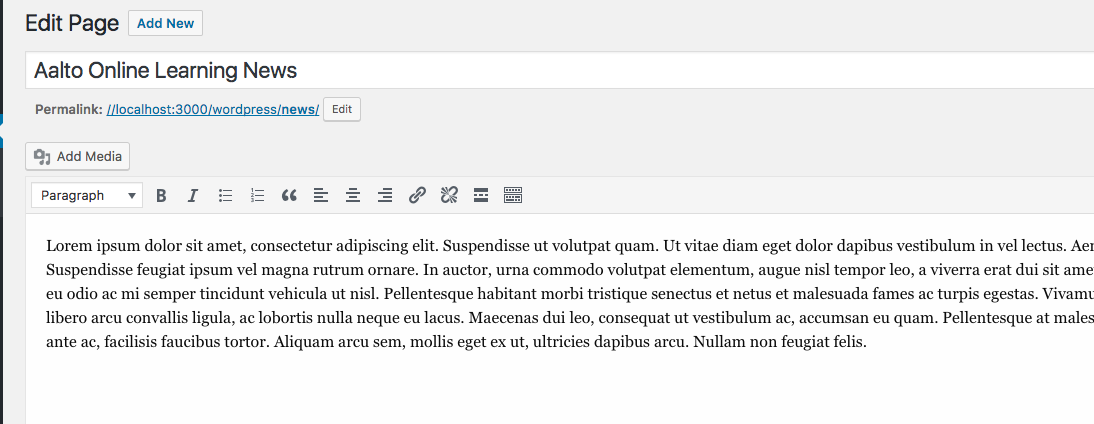 Edit Page Add New
Aalto Online Learning News
Permalink: //localhost:3000/wordpress/news/ Edit
Add Media
Paragraph B I
Lorem ipsum dolor sit amet, consectetur adipiscing elit. Suspendisse ut volutpat quam. Ut vitae diam eget dolor dapibus vestibulum in vel lectus. Aen
Suspendisse feugiat ipsum vel magna rutrum ornare. In auctor, urna commodo volutpat elementum, augue nisl tempor leo, a viverra erat dui sit ame
eu odio ac mi semper tincidunt vehicula ut nisl. Pellentesque habitant morbi tristique senectus et netus et malesuada fames ac turpis egestas. Vivamu
libero arcu convallis ligula, ac lobortis nulla neque eu lacus. Maecenas dui leo, consequat ut vestibulum ac, accumsan eu quam. Pellentesque at males
ante ac, facilisis faucibus tortor. Aliquam arcu sem, mollis eget ex ut, ultricies dapibus arcu. Nullam non feugiat felis.